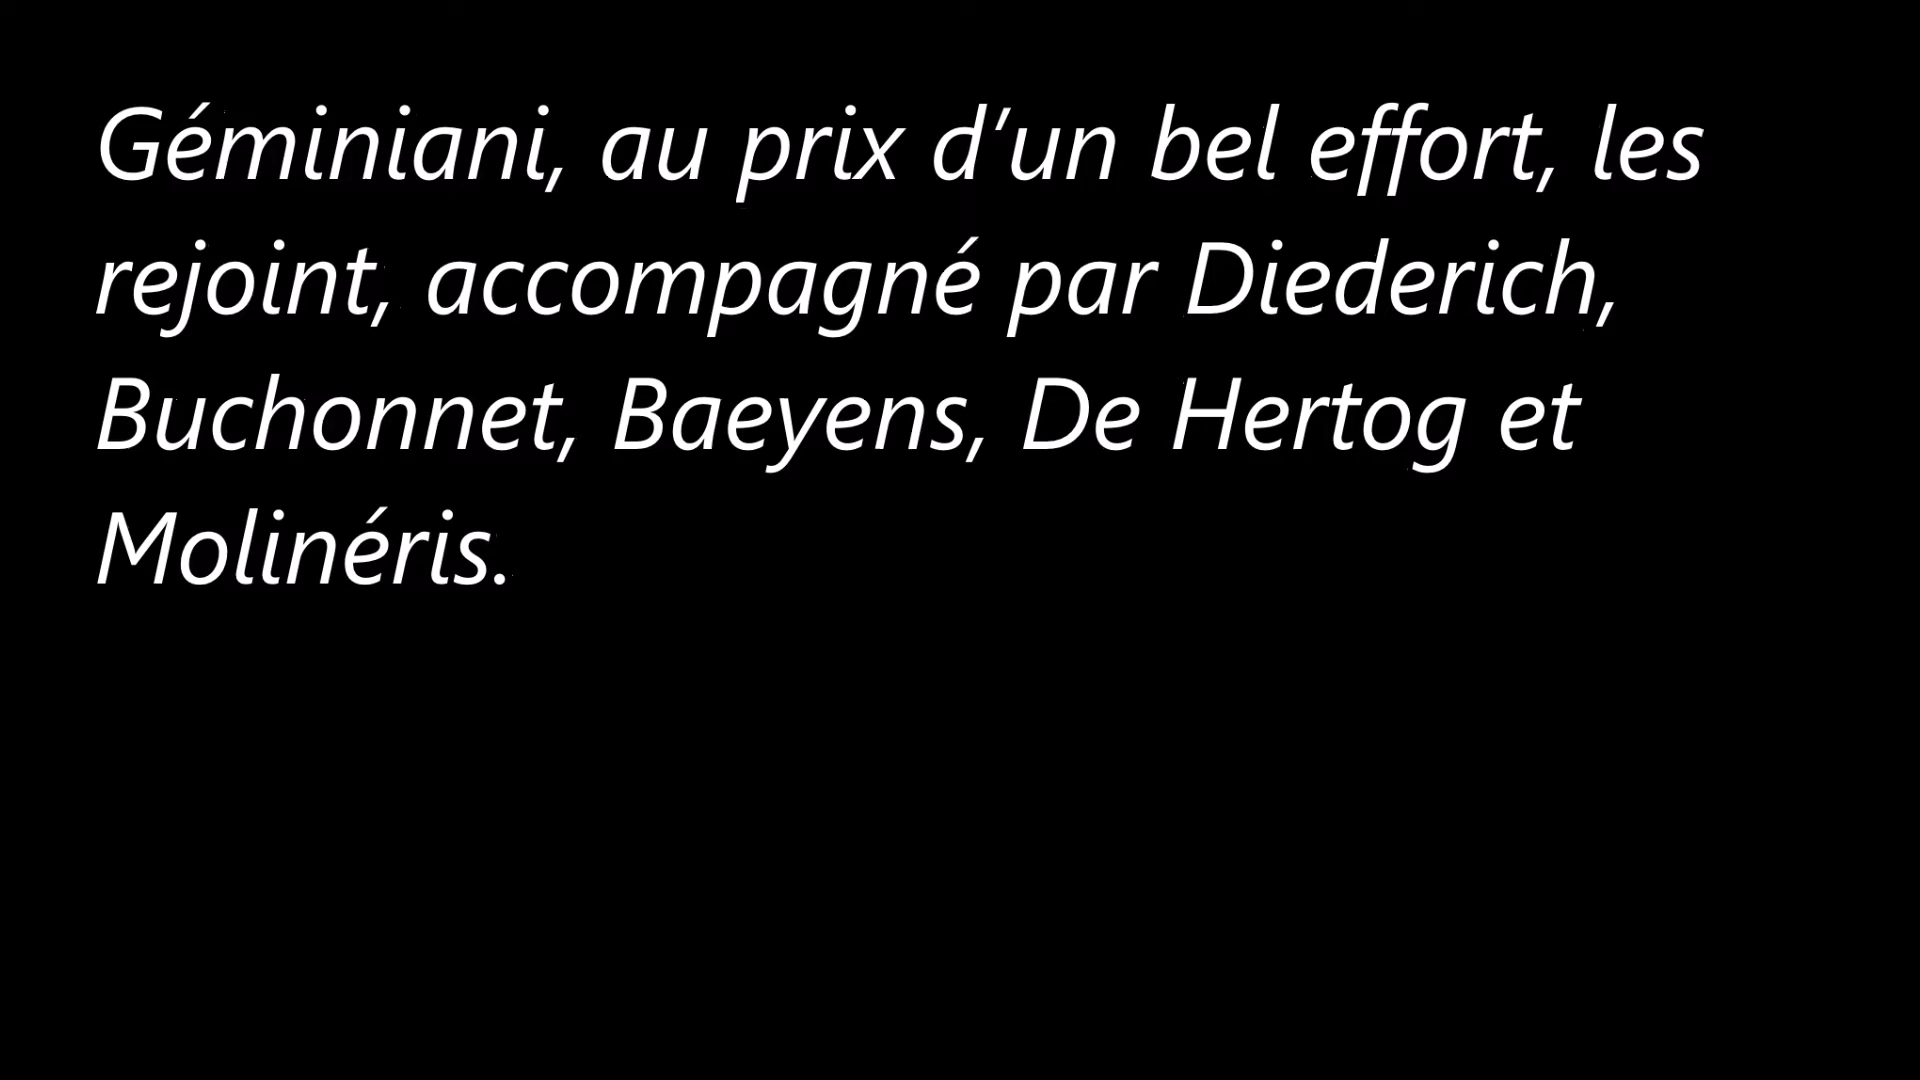 Géminiani, au prix d’un bel effort, les
rejoint, accompagné par Diederich,
Buchonnet, Baeyens, De Hertog et
Molinéris.